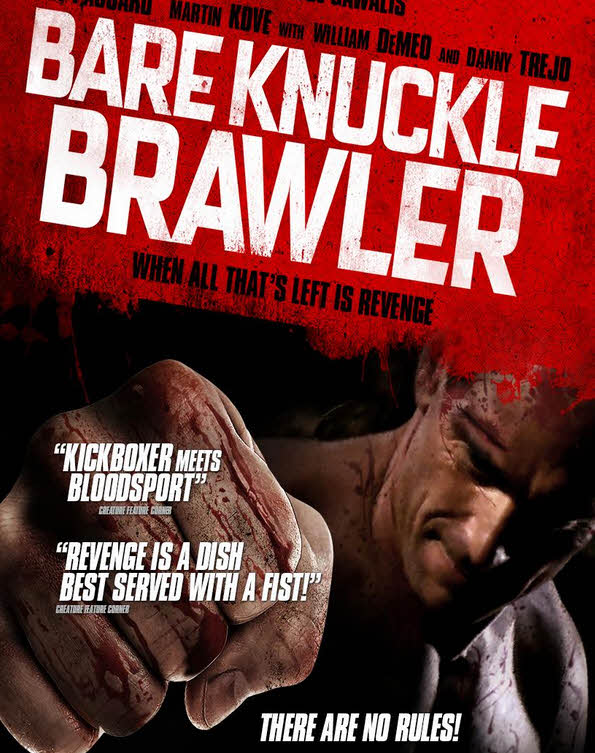 MARTIN KOVE WITH WILLIAM DeMEO AND DANNY TREJO
BARE KNUCKLE
BRAWLER
WHEN ALL THAT'S LEFT IS REVENGE
“KICKBOXER MEETS
BLOODSPORT”
CREATURE FEATURE CORNER
“REVENGE IS A DISH
BEST SERVED WITH A FIST!”
CREATURE FEATURE CORNER
THERE ARE NO RULES!